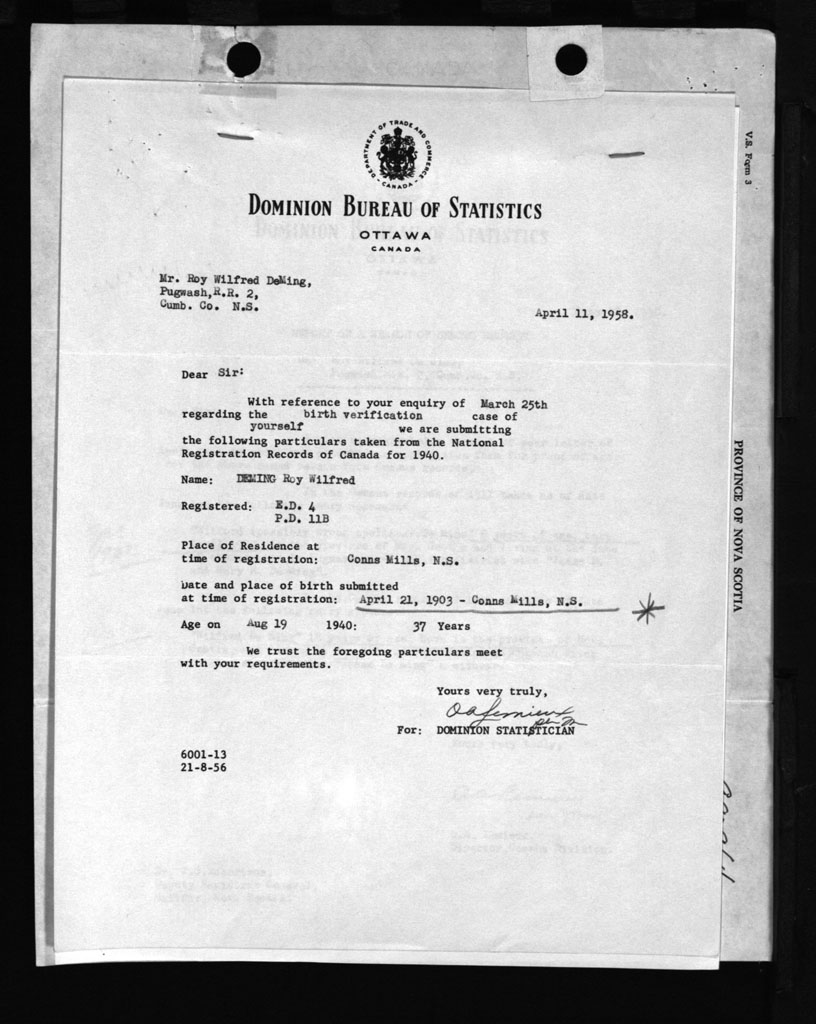 DEPARTMENT OF TRADE AND COMMERCE
CANADA
V.S. Form 3
DOMINION BUREAU OF STATISTICS
OTTAWA
CANADA
Mr. Roy Wilfred DeMing,
Pugwash, R.R. 2,
Cumb. Co. N.S.
April 11, 1958.
Dear Sir:
With reference to your enquiry of March 25th
regarding the birth verification case of
yourself we are submitting
the following particulars taken from the National
Registration Records of Canada for 1940.
Name: DEMING Roy Wilfred
Registered: E.D. 4
P.D. 11B
PROVINCE OF NOVA SCOTIA
Place of Residence at
time of registration: Conns Mills, N.S.
Date and place of birth submitted
at time of registration: April 21, 1903 - Conns Mills, N.S.
Age on Aug 19 1940: 37 Years
We trust the foregoing particulars meet
with your requirements.
Yours very truly,
For: DOMINION STATISTICIAN
6001-13
21-8-56